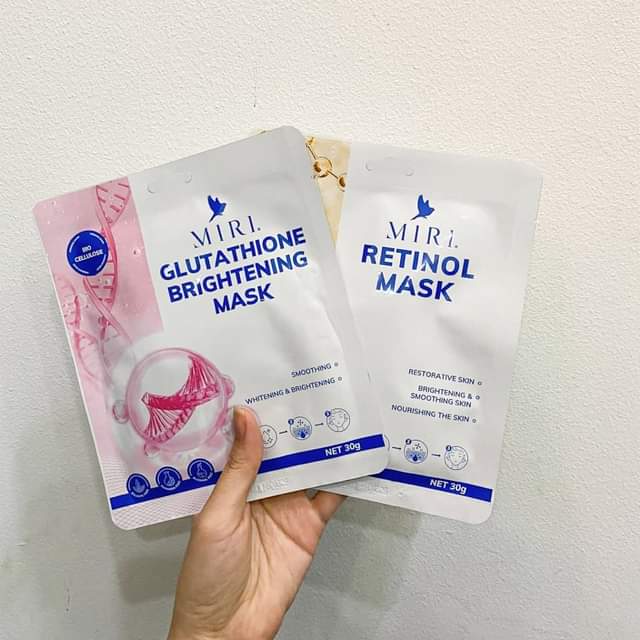 BIO
CELLULOSE
MIRI.
GLUTATHIONE
BRIGHTENING
MASK
SMOOTHING
WHITENING & BRIGHTENING
NET 30g
MIRI.
RETINOL
MASK
RESTORATIVE SKIN
BRIGHTENING &
SMOOTHING SKIN
NOURISHING THE SKIN
NET 30g